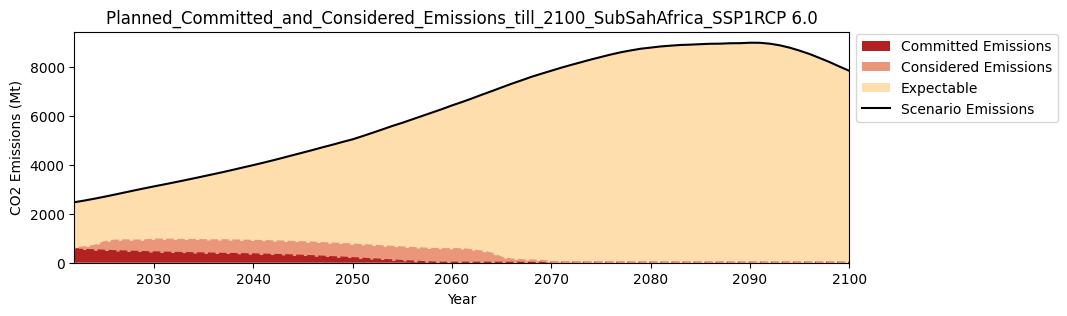 Planned_Committed_and_Considered_Emissions_till_2100_SubSahAfrica_SSP1RCP 6.0
CO2 Emissions (Mt)
8000
6000
4000
2000
0
2030 2040 2050 2060 2070 2080 2090 2100
Year
Committed Emissions
Considered Emissions
Expectable
Scenario Emissions